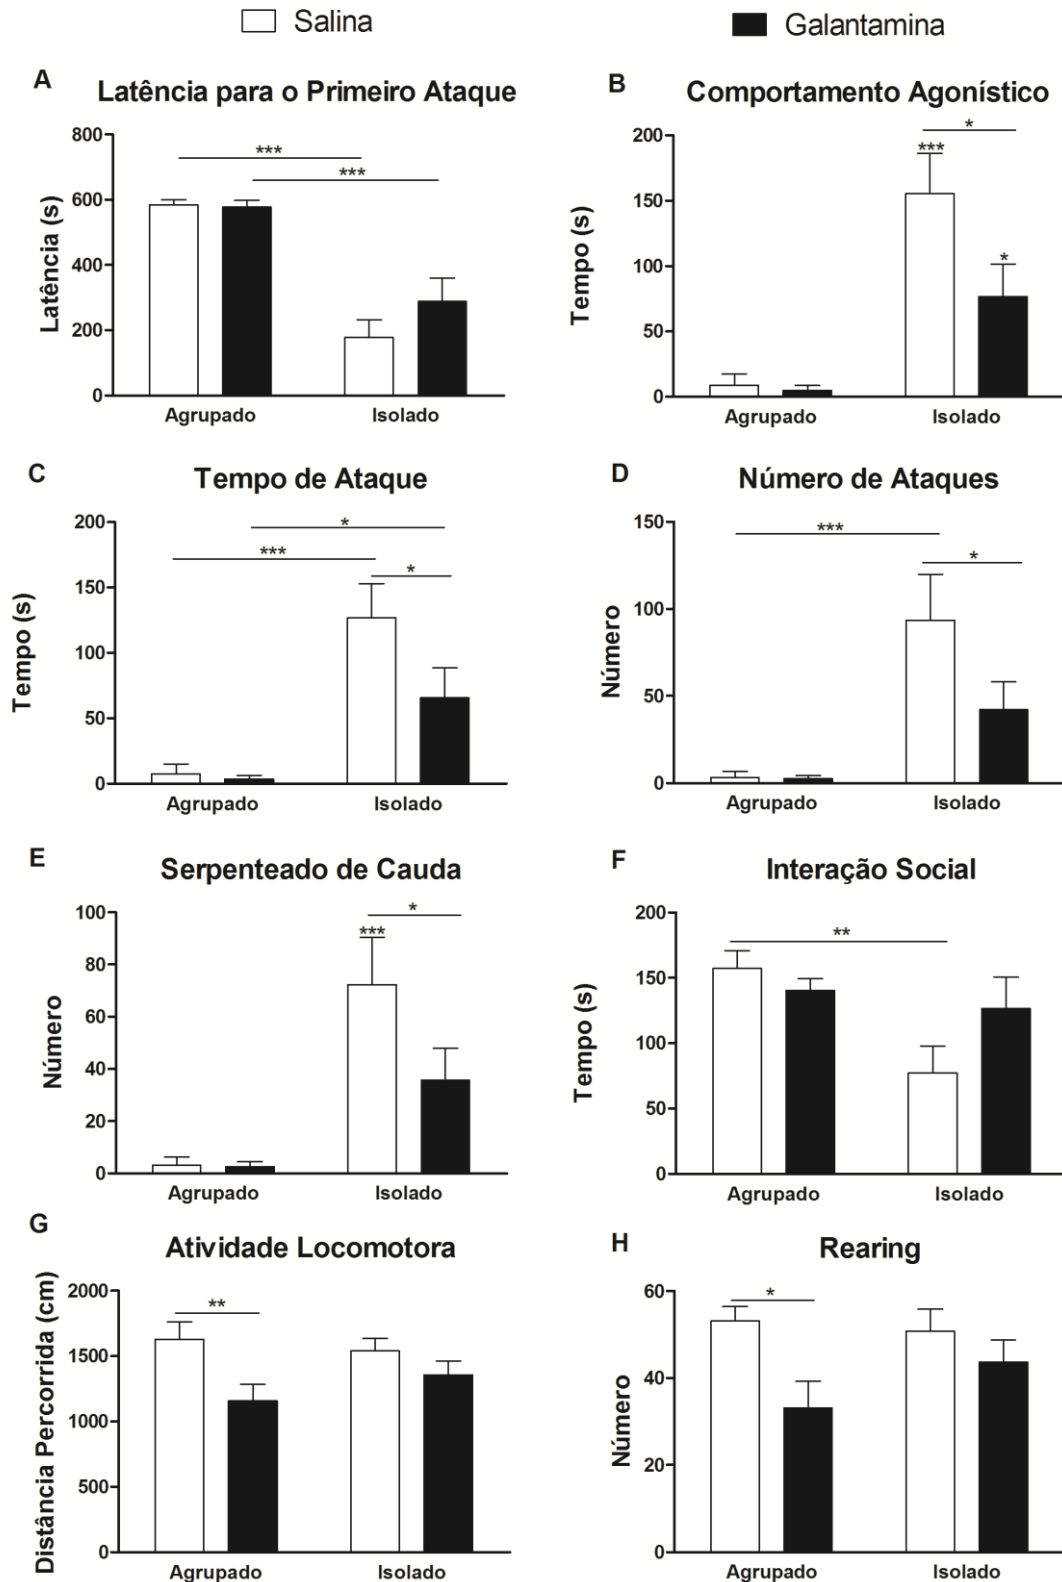 Salina
Galantamina
A
Latência para o Primeiro Ataque
Latência (s)
800
600
400
200
0
***
***
Agrupado
Isolado
B
Comportamento Agonístico
Tempo (s)
200
150
100
50
0
*
***
*
Agrupado
Isolado
C
Tempo de Ataque
Tempo (s)
200
150
100
50
0
*
***
*
Agrupado
Isolado
D
Número de Ataques
Número
150
100
50
0
***
*
Agrupado
Isolado
E
Serpenteado de Cauda
Número
100
80
60
40
20
0
*
***
Agrupado
Isolado
F
Interação Social
Tempo (s)
200
150
100
50
0
**
Agrupado
Isolado
G
Atividade Locomotora
Distância Percorrida (cm)
2000
1500
1000
500
0
**
Agrupado
Isolado
H
Rearing
Número
60
40
20
0
*
Agrupado
Isolado